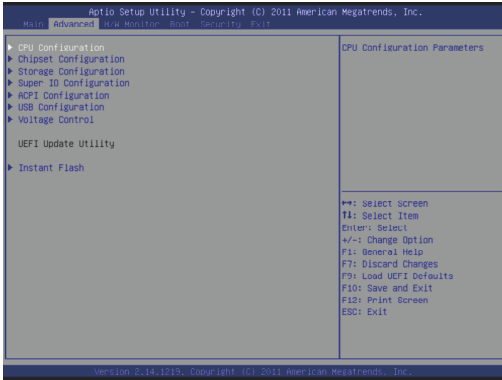 Aptio Setup Utility – Copyright (C) 2011 American Megatrends, Inc.
Main Advanced H/W Monitor Boot Security Exit
CPU Configuration
Chipset Configuration
Storage Configuration
Super IO Configuration
ACPI Configuration
USB Configuration
Voltage Control
UEFI Update Utility
Instant Flash
CPU Configuration Parameters
↔: Select Screen
↑↓: Select Item
Enter: Select
+/-: Change Option
F1: General Help
F7: Discard Changes
F9: Load UEFI Defaults
F10: Save and Exit
F12: Print Screen
ESC: Exit
Version 2.14.1219. Copyright (C) 2011 American Megatrends, Inc.